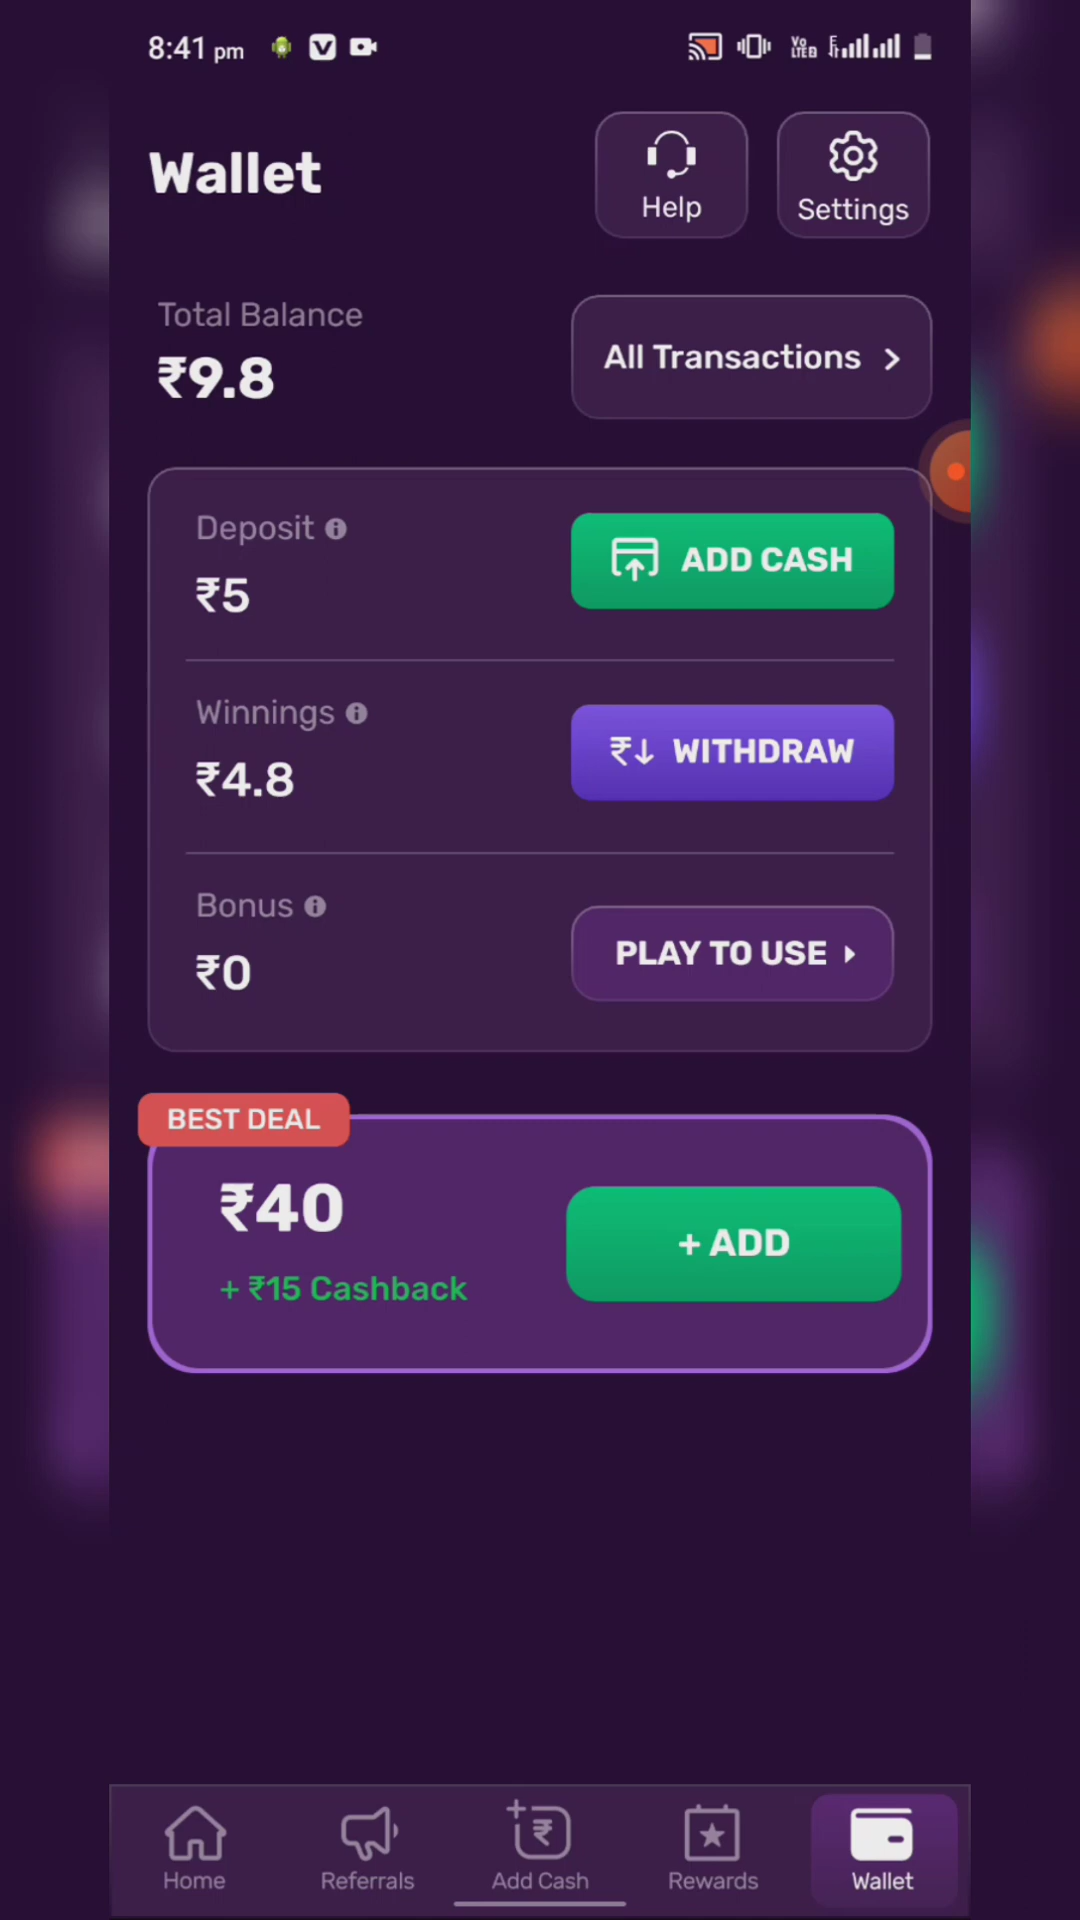 8:41 pm
Wallet
Help
Settings
Total Balance
₹9.8
All Transactions
Deposit
₹5
ADD CASH
Winnings
₹4.8
₹ WITHDRAW
Bonus
₹0
PLAY TO USE
BEST DEAL
₹40
+ ₹15 Cashback
+ ADD
Home
Referrals
Add Cash
Rewards
Wallet